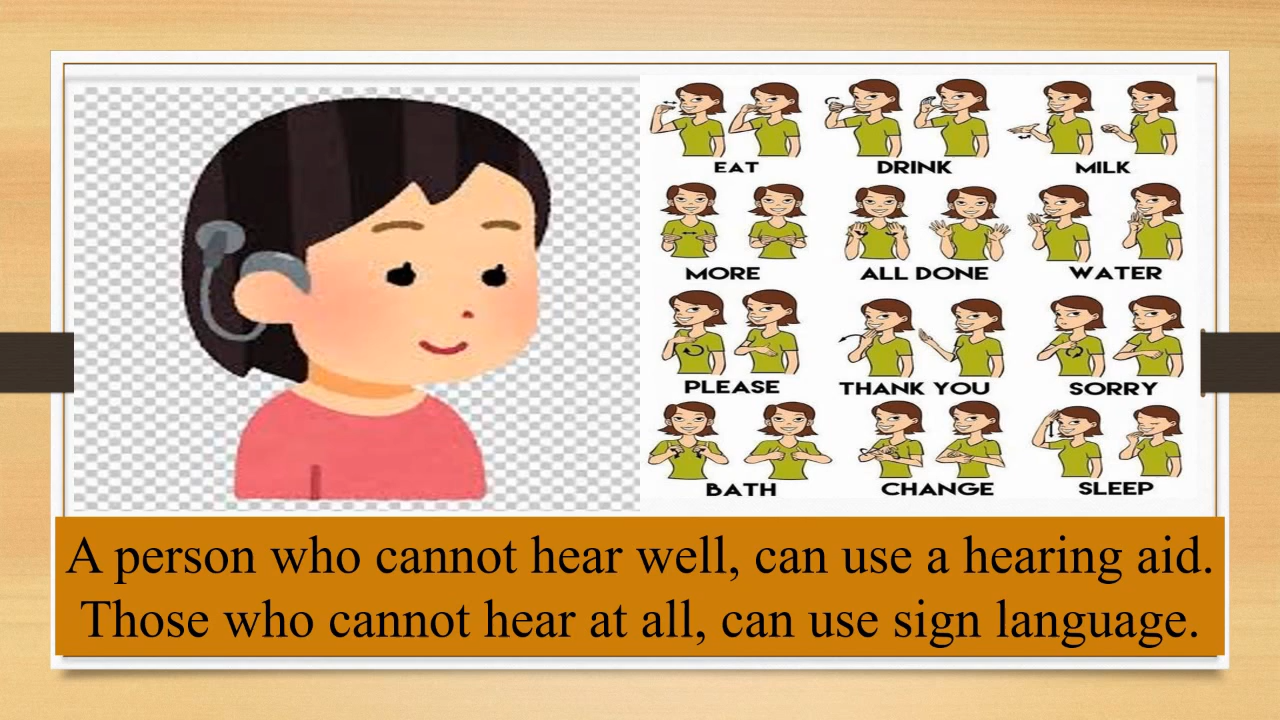 EAT DRINK MILK
MORE ALL DONE WATER
PLEASE THANK YOU SORRY
BATH CHANGE SLEEP
A person who cannot hear well, can use a hearing aid.
Those who cannot hear at all, can use sign language.